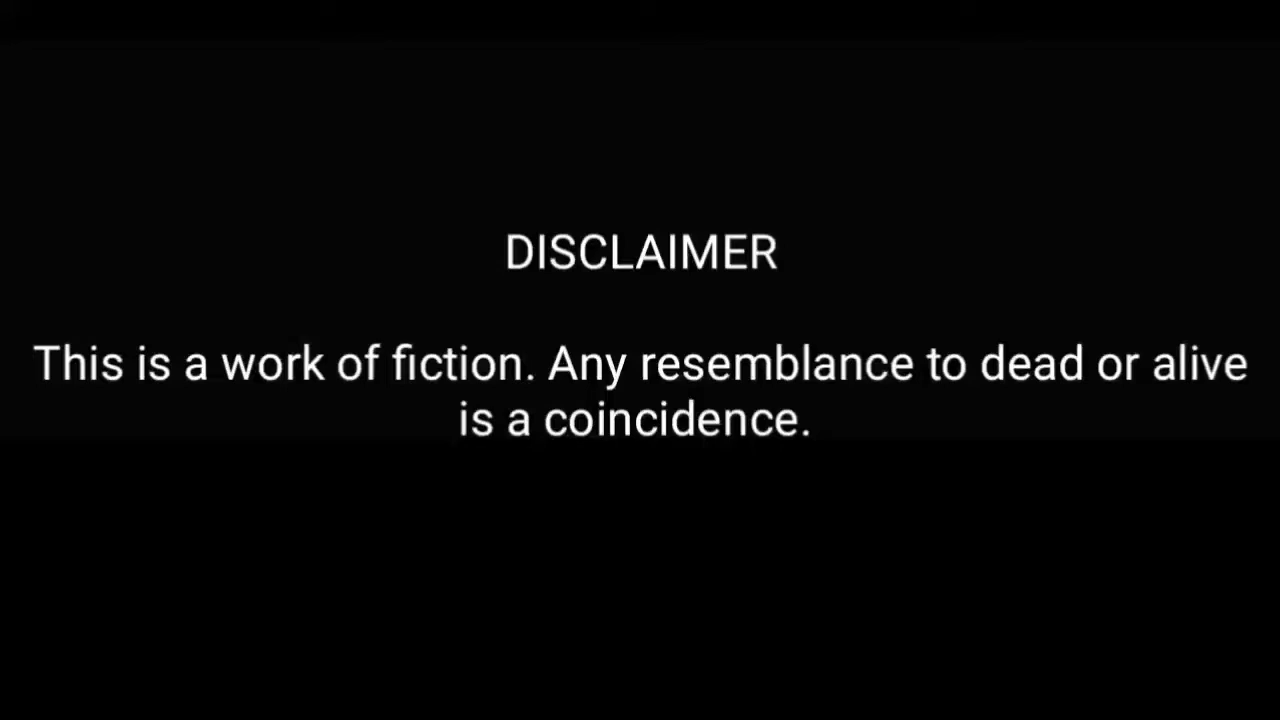 DISCLAIMER
This is a work of fiction. Any resemblance to dead or alive
is a coincidence.